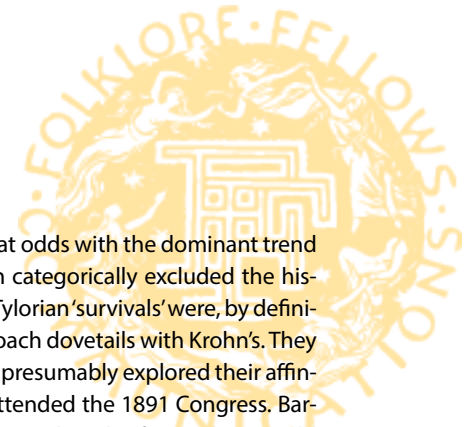 FOLKLORE · FELLOWS ·
at odds with the dominant trend
categorically excluded the his-
Tylorian ‘survivals’ were, by defini-
oach dovetails with Krohn’s. They
presumably explored their affin-
ttended the 1891 Congress. Bar-